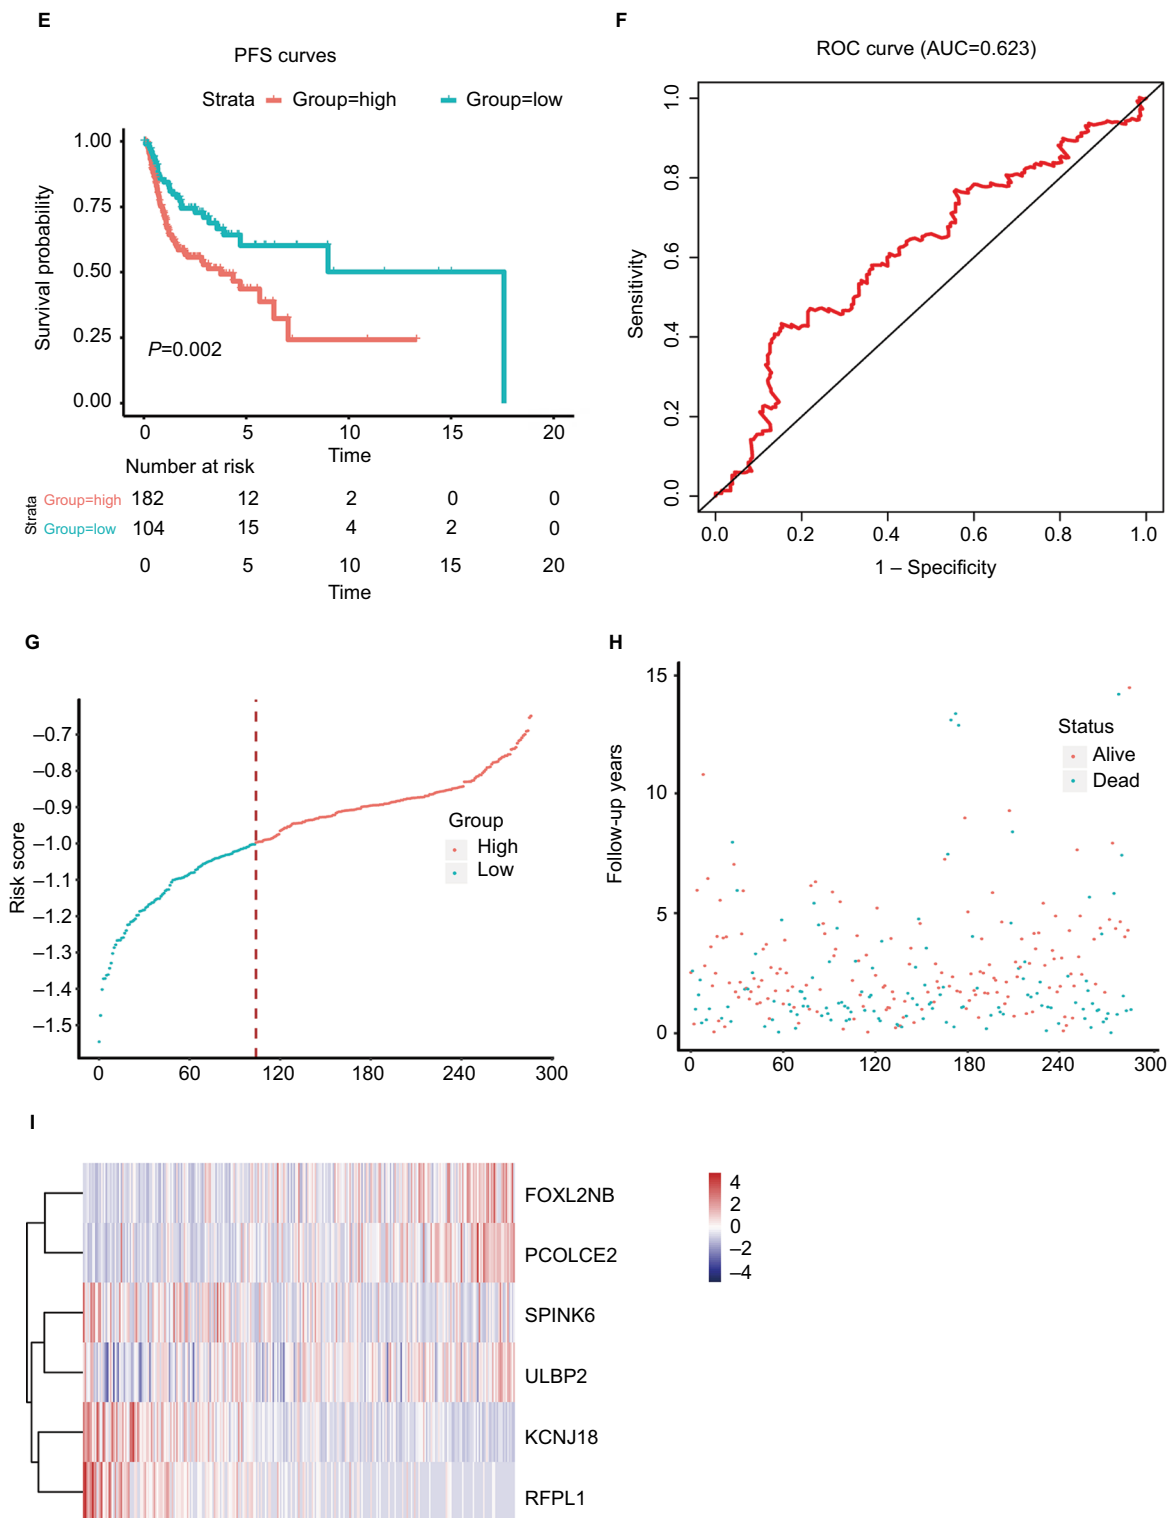 E
PFS curves
Strata Group=high Group=low
Survival probability
1.00
0.75
0.50
0.25
0.00
P=0.002
0 5 10 15 20
Time
Number at risk
Strata
Group=high 182 12 2 0 0
Group=low 104 15 4 2 0
0 5 10 15 20
Time
F
ROC curve (AUC=0.623)
Sensitivity
1.0
0.8
0.6
0.4
0.2
0.0
0.0 0.2 0.4 0.6 0.8 1.0
1 – Specificity
G
Risk score
–0.7
–0.8
–0.9
–1.0
–1.1
–1.2
–1.3
–1.4
–1.5
Group
High
Low
0 60 120 180 240 300
H
Follow-up years
15
10
5
0
Status
Alive
Dead
0 60 120 180 240 300
I
FOXL2NB
PCOLCE2
SPINK6
ULBP2
KCNJ18
RFPL1
4
2
0
–2
–4